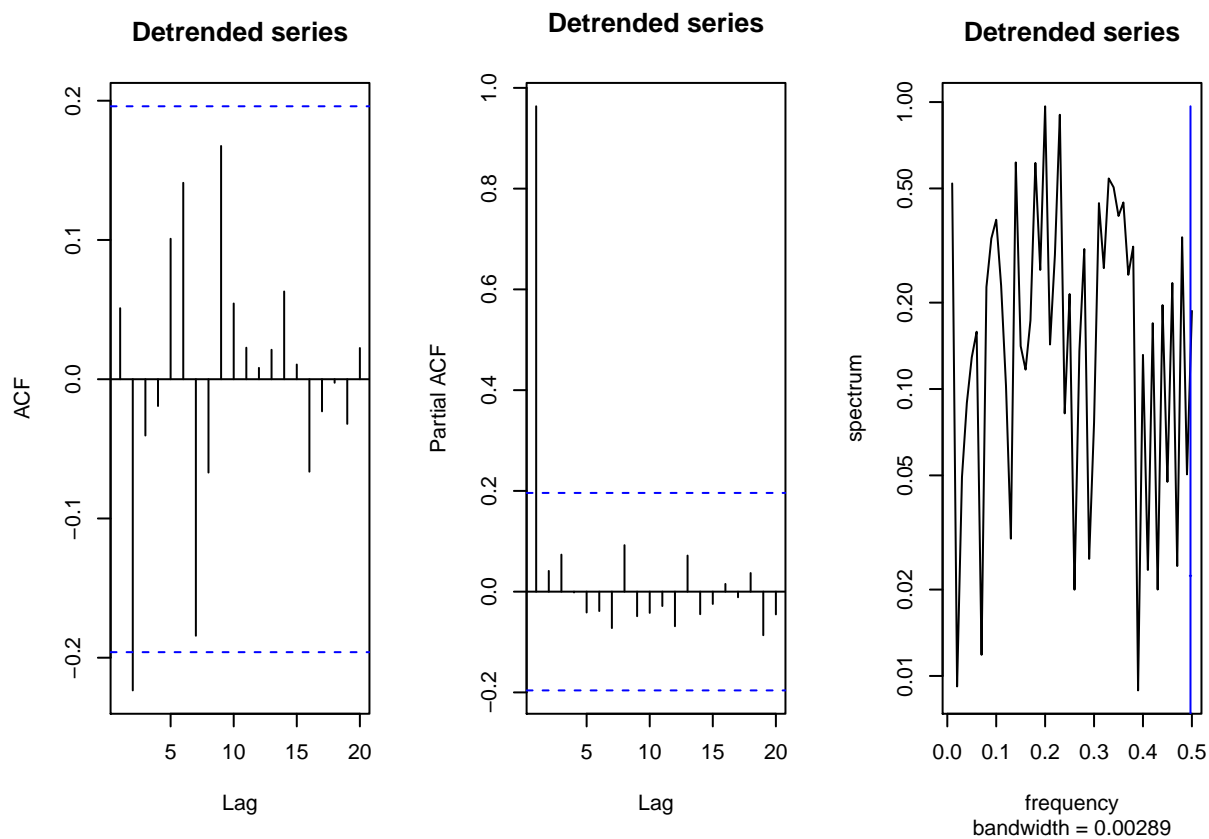 Detrended series
0.2
0.1
0.0
−0.1
−0.2
ACF
5 10 15 20
Lag
Detrended series
1.0
0.8
0.6
0.4
0.2
0.0
−0.2
Partial ACF
5 10 15 20
Lag
Detrended series
1.00
0.50
0.20
0.10
0.05
0.02
0.01
spectrum
0.0 0.1 0.2 0.3 0.4 0.5
frequency
bandwidth = 0.00289